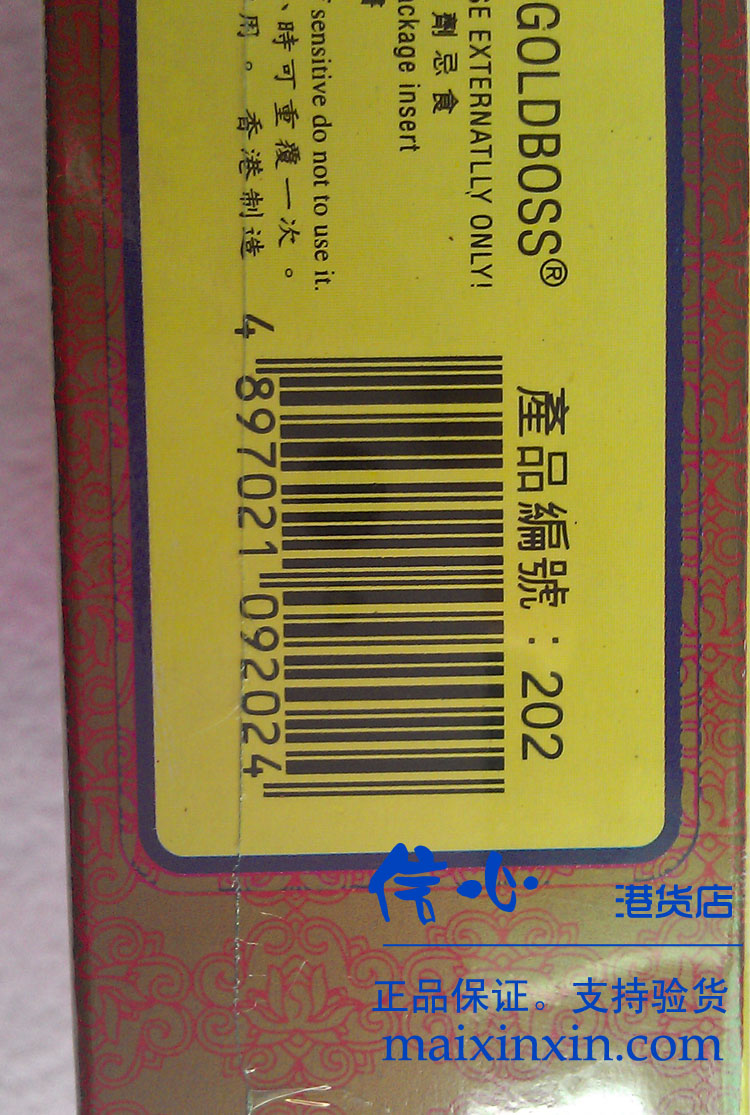 GOLDBOSS®
SE EXTERNATLLY ONLY!
劑忌食
ackage insert
sensitive do not to use it.
、時可重覆一次。
用。 香港制造
產品編號：202
4 897021 092024
信心 港货店
正品保证。支持验货
maixinxin.com